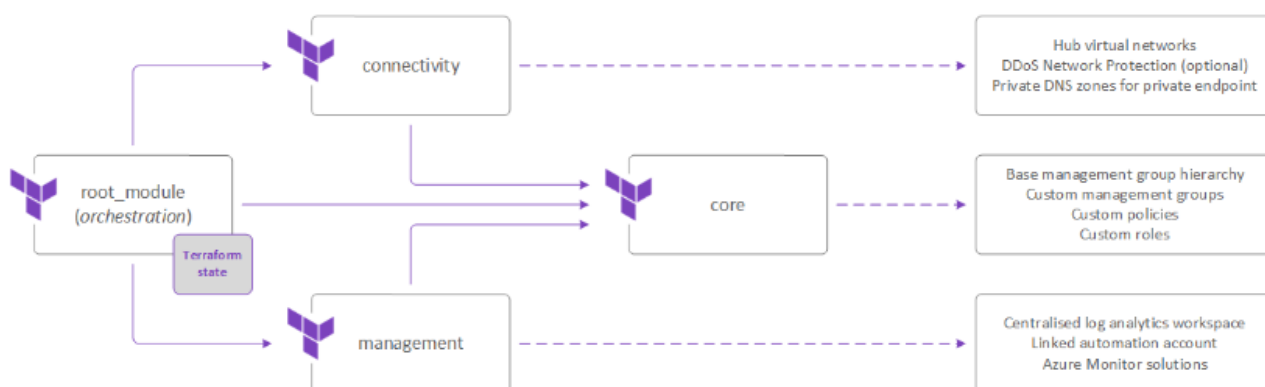 connectivity
Hub virtual networks
DDoS Network Protection (optional)
Private DNS zones for private endpoint
root_module
(orchestration)
Terraform
state
core
Base management group hierarchy
Custom management groups
Custom policies
Custom roles
management
Centralised log analytics workspace
Linked automation account
Azure Monitor solutions